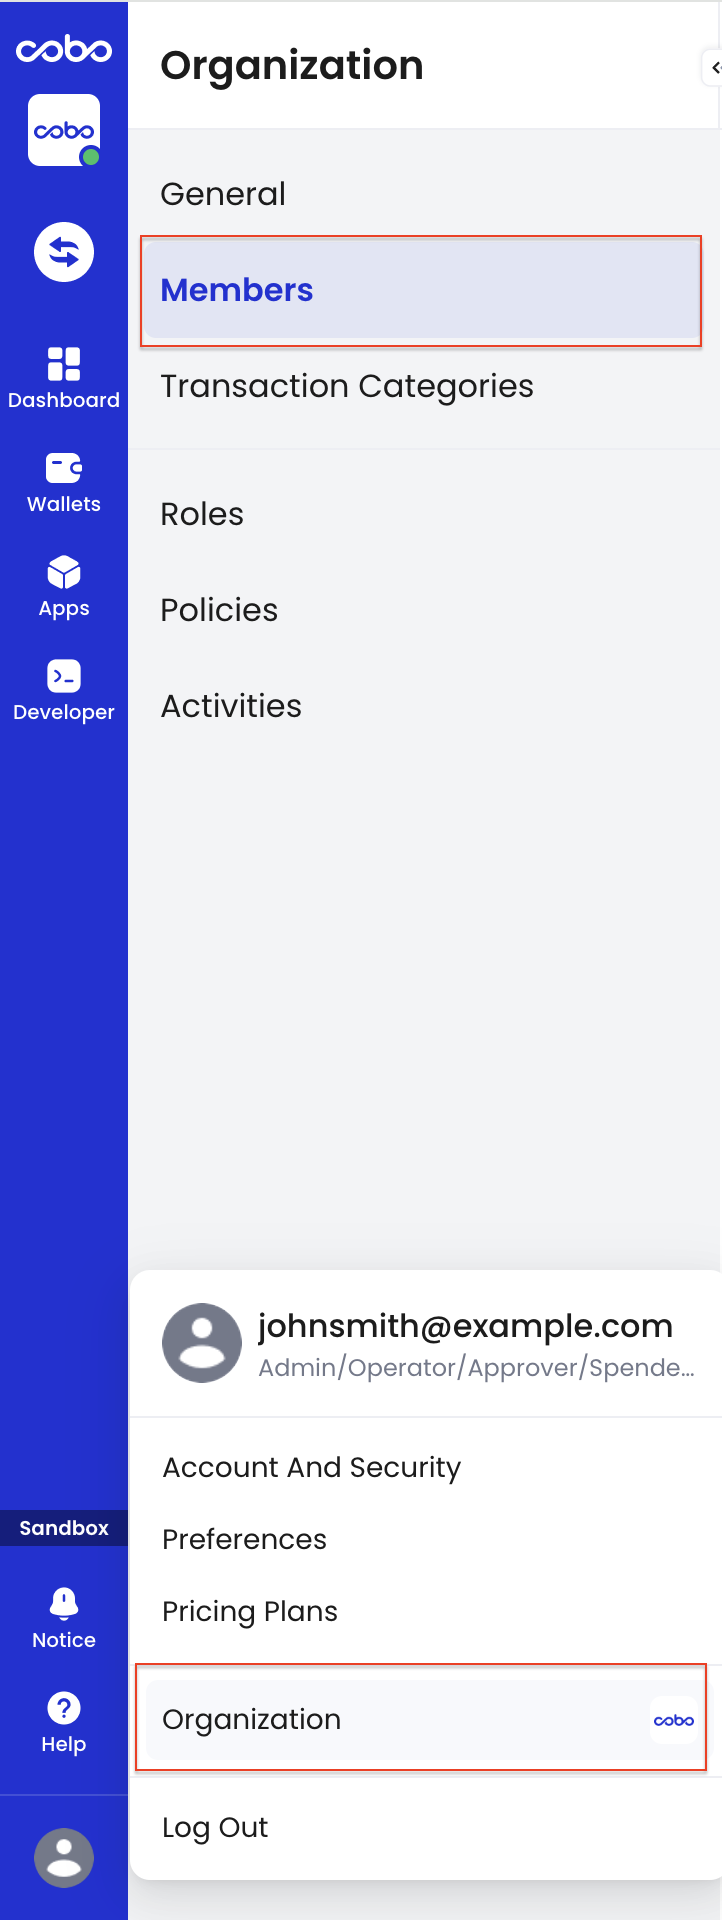 cobo
cobo
Dashboard
Wallets
Apps
Developer
Sandbox
Notice
Help
Organization
General
Members
Transaction Categories
Roles
Policies
Activities
johnsmith@example.com
Admin/Operator/Approver/Spende...
Account And Security
Preferences
Pricing Plans
Organization
cobo
Log Out